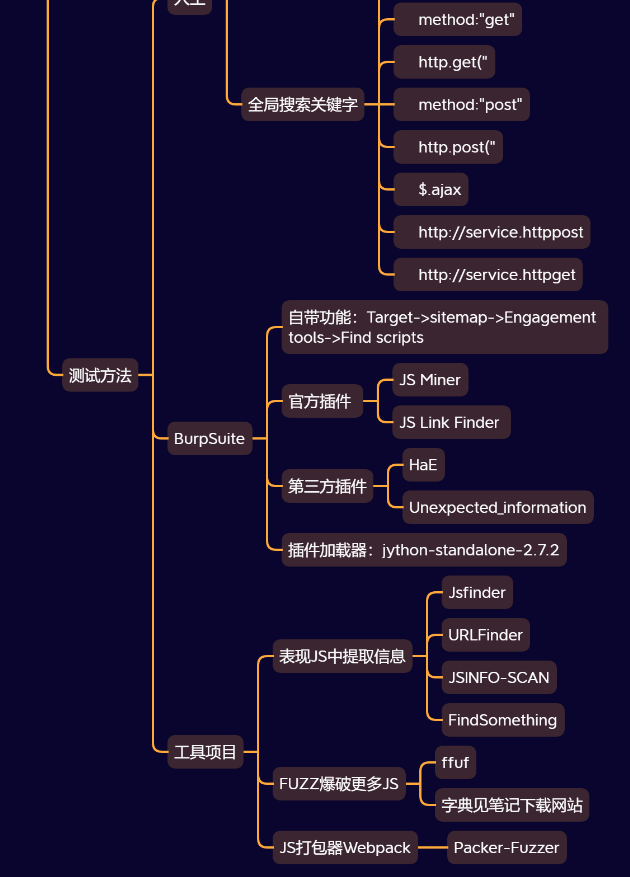 人工
method:"get"
http.get("
全局搜索关键字
method:"post"
http.post("
$.ajax
http://service.httppost
http://service.httpget
测试方法
BurpSuite
自带功能：Target->sitemap->Engagement
tools->Find scripts
官方插件
JS Miner
JS Link Finder
第三方插件
HaE
Unexpected_information
插件加载器：jython-standalone-2.7.2
工具项目
表现JS中提取信息
Jsfinder
URLFinder
JSINFO-SCAN
FindSomething
FUZZ爆破更多JS
ffuf
字典见笔记下载网站
JS打包器Webpack
Packer-Fuzzer